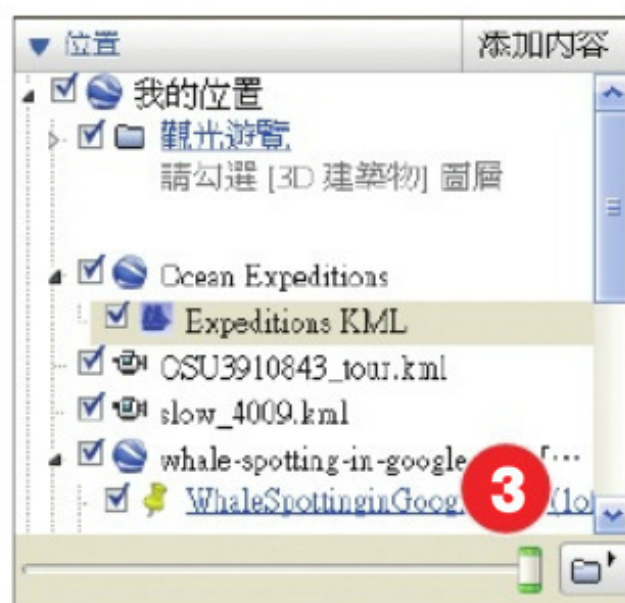 位置 添加內容
我的位置
觀光遊覽
請勾選 [3D 建築物] 圖層
Ocean Expeditions
Expeditions KML
OSU3910843_tour.kml
slow_4009.kml
whale-spotting-in-google
3
WhaleSpottinginGoog